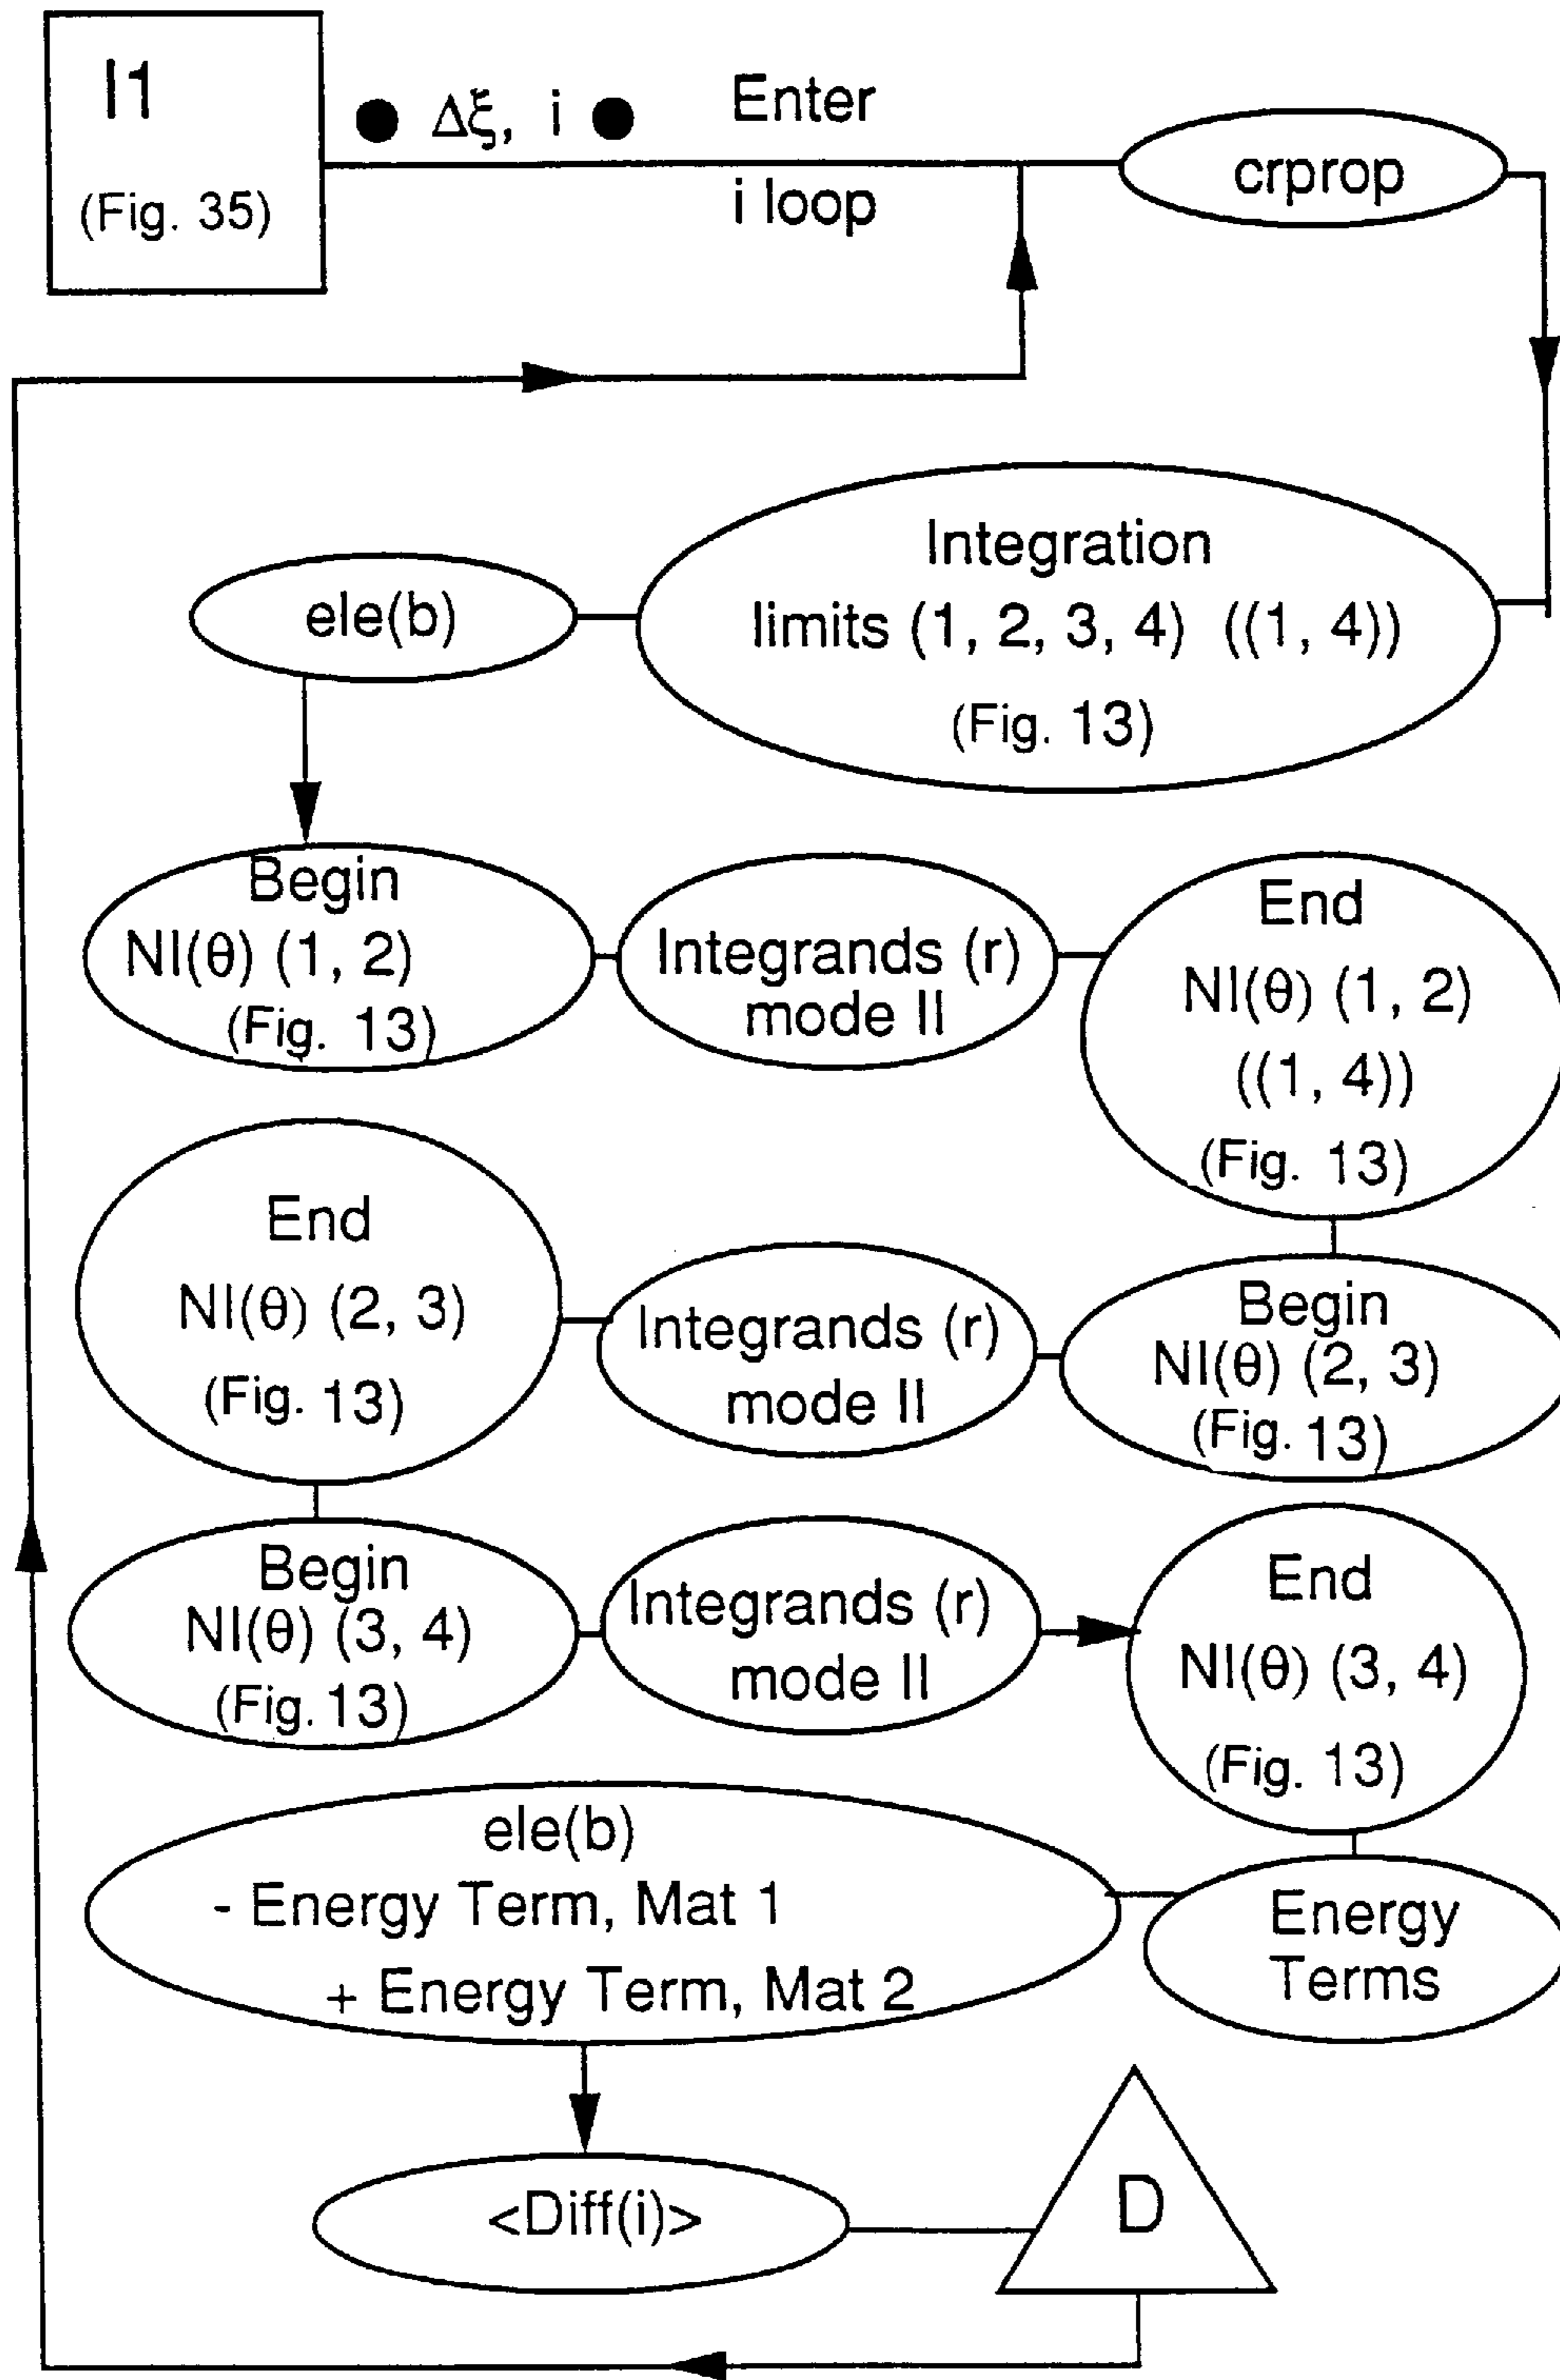 I1
(Fig. 35)
● Δξ, i ● Enter
i loop
crprop
Integration
limits (1, 2, 3, 4) ((1, 4))
(Fig. 13)
ele(b)
Begin
NI(θ) (1, 2)
(Fig. 13)
Integrands (r)
mode II
End
NI(θ) (1, 2)
((1, 4))
(Fig. 13)
Begin
NI(θ) (2, 3)
(Fig. 13)
Integrands (r)
mode II
End
NI(θ) (2, 3)
(Fig. 13)
Begin
NI(θ) (3, 4)
(Fig. 13)
Integrands (r)
mode II
End
NI(θ) (3, 4)
(Fig. 13)
Energy
Terms
ele(b)
- Energy Term, Mat 1
+ Energy Term, Mat 2
<Diff(i)>
D